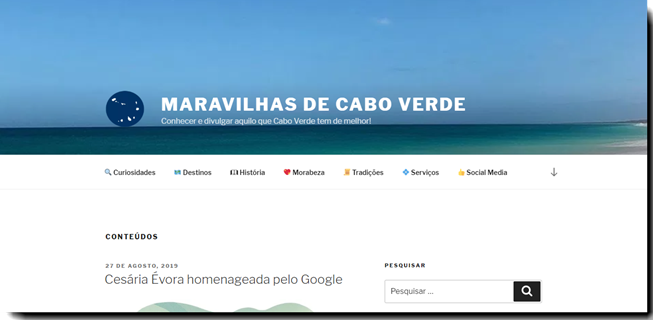 MARAVILHAS DE CABO VERDE
Conhecer e divulgar aquilo que Cabo Verde tem de melhor!
Curiosidades Destinos História Morabeza Tradições Serviços Social Media
CONTEÚDOS
27 DE AGOSTO, 2019
Cesária Évora homenageada pelo Google
PESQUISAR
Pesquisar ...